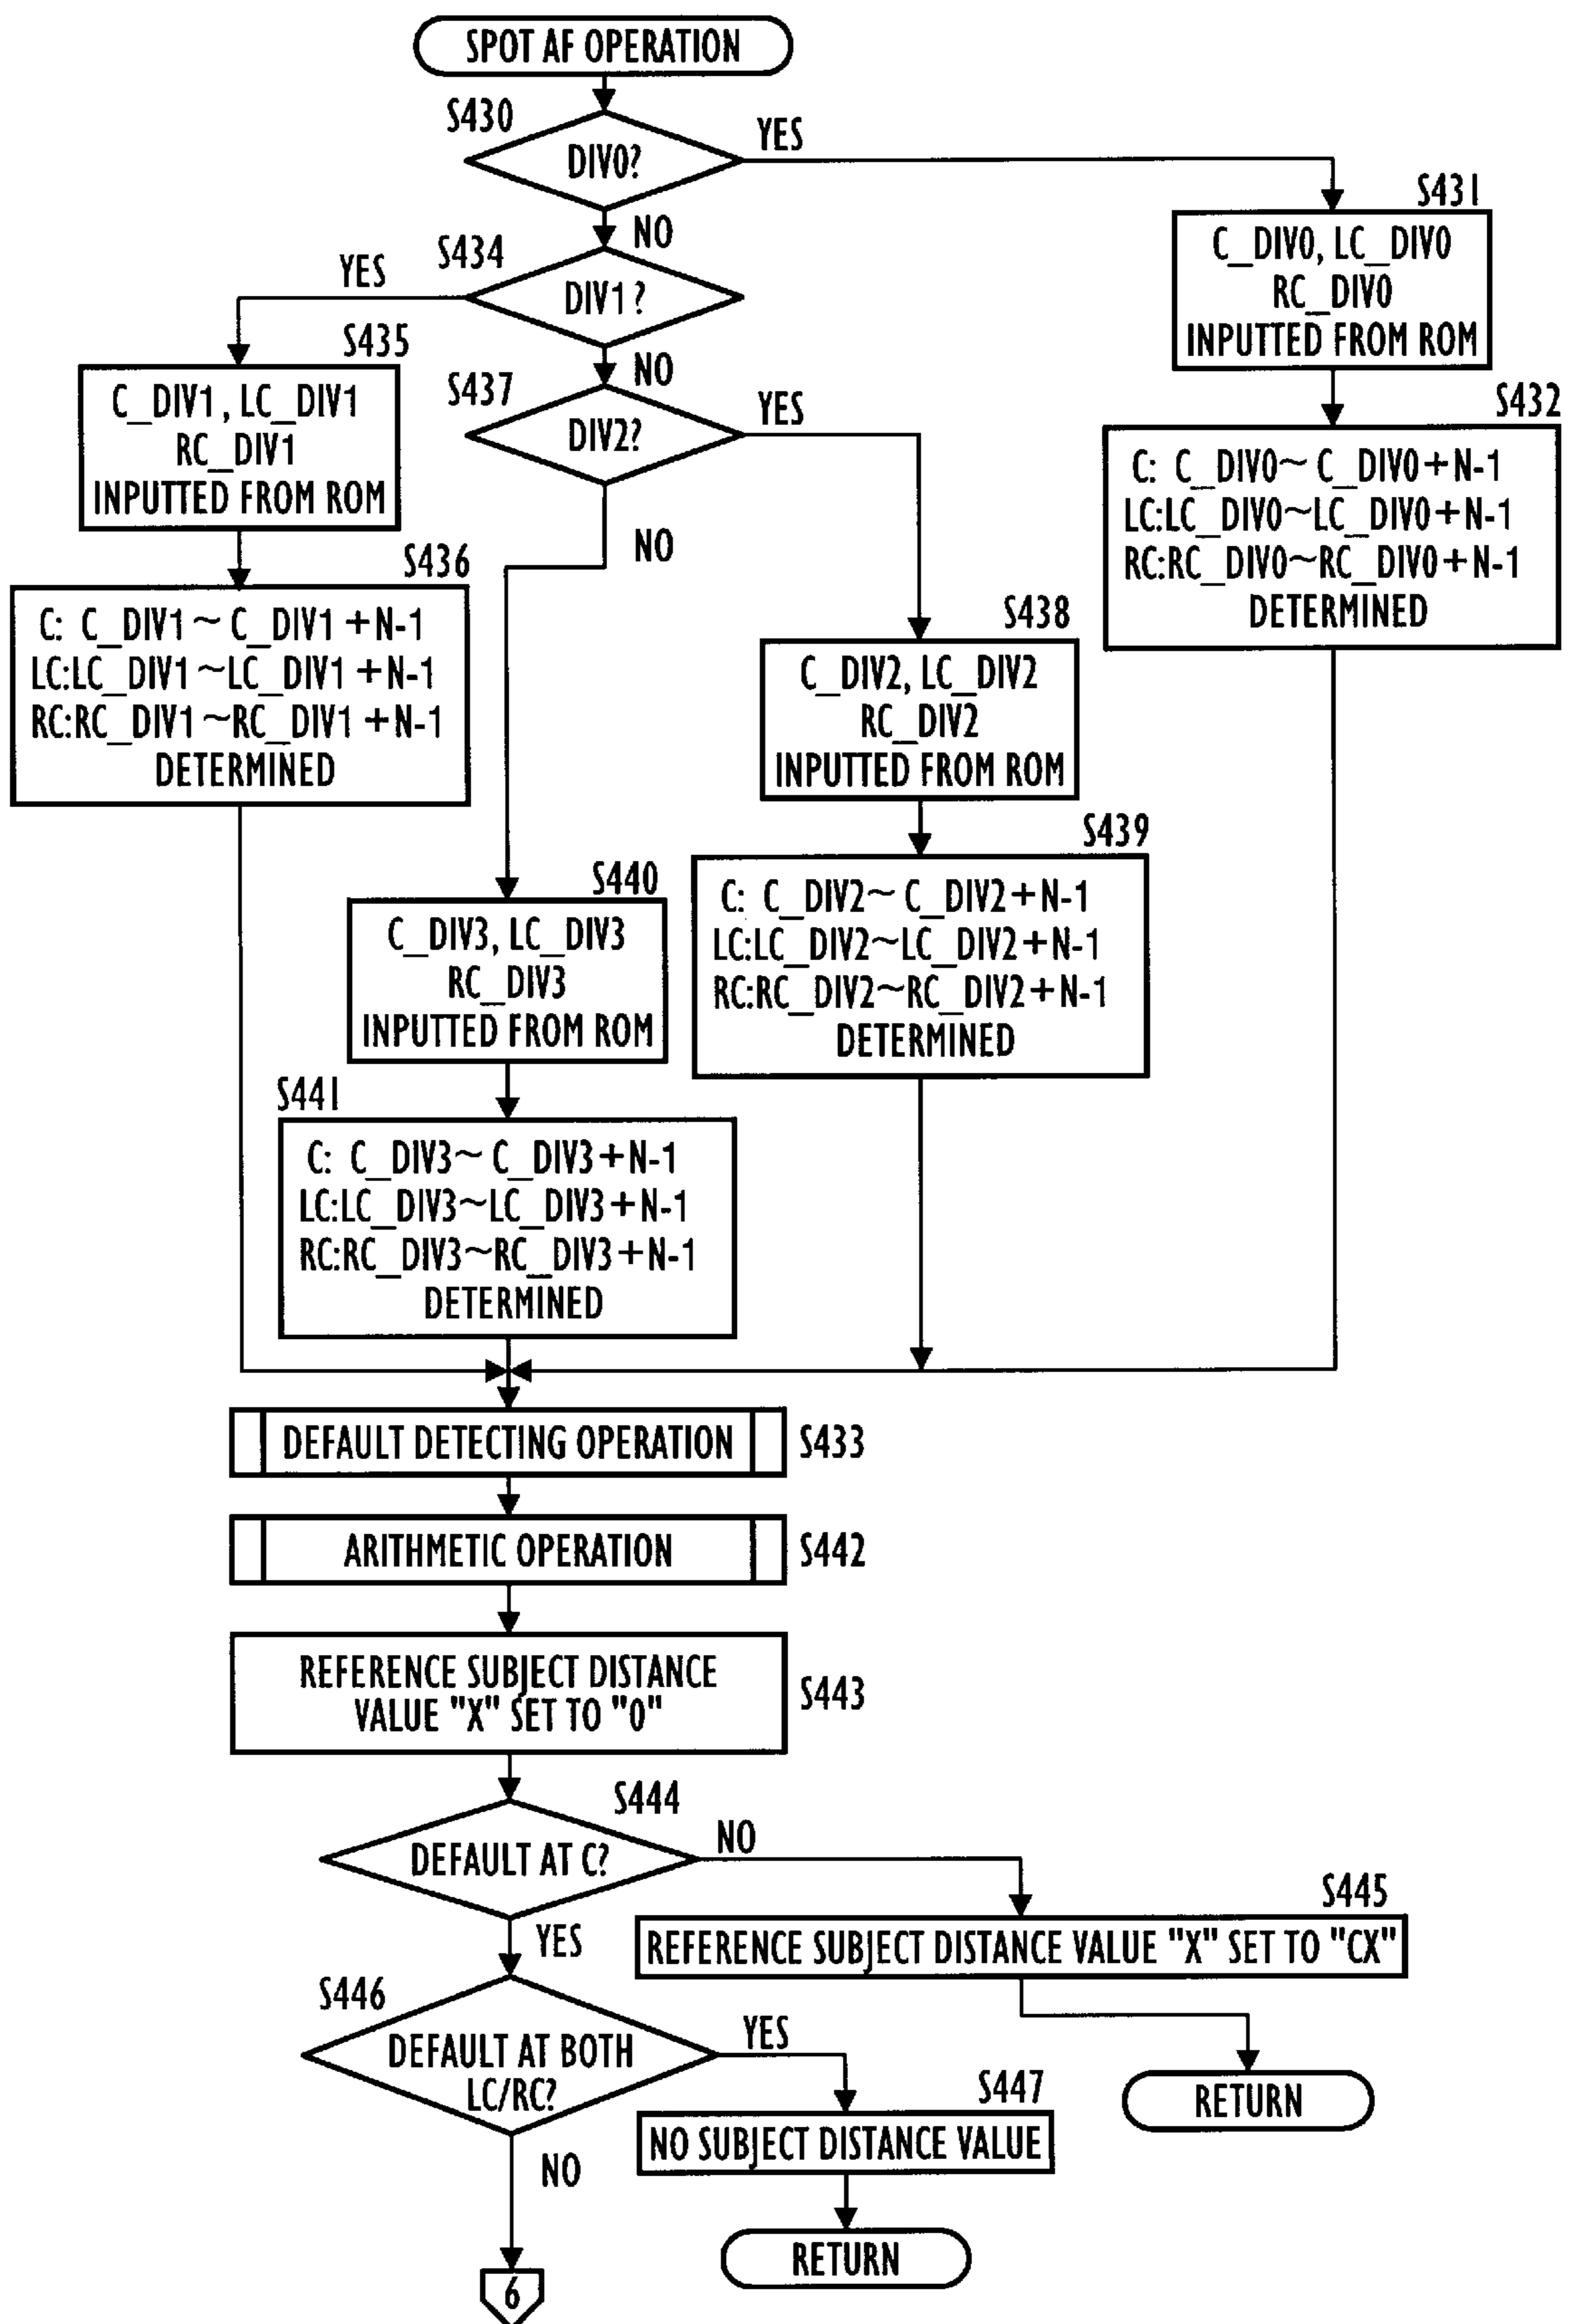 SPOT AF OPERATION
S430
DIV0?
YES
NO
S431
C_DIV0, LC_DIV0
RC_DIV0
INPUTTED FROM ROM
S432
C: C_DIV0~ C_DIV0+N-1
LC:LC_DIV0~LC_DIV0+N-1
RC:RC_DIV0~RC_DIV0+N-1
DETERMINED
S434
DIV1?
YES
NO
S435
C_DIV1, LC_DIV1
RC_DIV1
INPUTTED FROM ROM
S436
C: C_DIV1~ C_DIV1+N-1
LC:LC_DIV1~LC_DIV1+N-1
RC:RC_DIV1~RC_DIV1+N-1
DETERMINED
S437
DIV2?
YES
NO
S438
C_DIV2, LC_DIV2
RC_DIV2
INPUTTED FROM ROM
S439
C: C_DIV2~ C_DIV2+N-1
LC:LC_DIV2~LC_DIV2+N-1
RC:RC_DIV2~RC_DIV2+N-1
DETERMINED
S440
C_DIV3, LC_DIV3
RC_DIV3
INPUTTED FROM ROM
S441
C: C_DIV3~ C_DIV3+N-1
LC:LC_DIV3~LC_DIV3+N-1
RC:RC_DIV3~RC_DIV3+N-1
DETERMINED
DEFAULT DETECTING OPERATION
S433
ARITHMETIC OPERATION
S442
REFERENCE SUBJECT DISTANCE
VALUE "X" SET TO "0"
S443
S444
DEFAULT AT C?
NO
YES
S445
REFERENCE SUBJECT DISTANCE VALUE "X" SET TO "CX"
RETURN
S446
DEFAULT AT BOTH
LC/RC?
YES
NO
S447
NO SUBJECT DISTANCE VALUE
RETURN
6